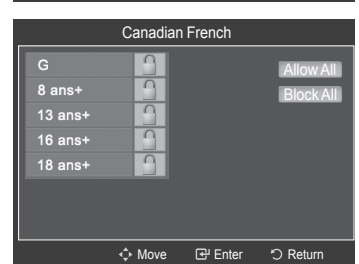 Canadian French
G
8 ans+
13 ans+
16 ans+
18 ans+
Allow All
Block All
Move Enter Return